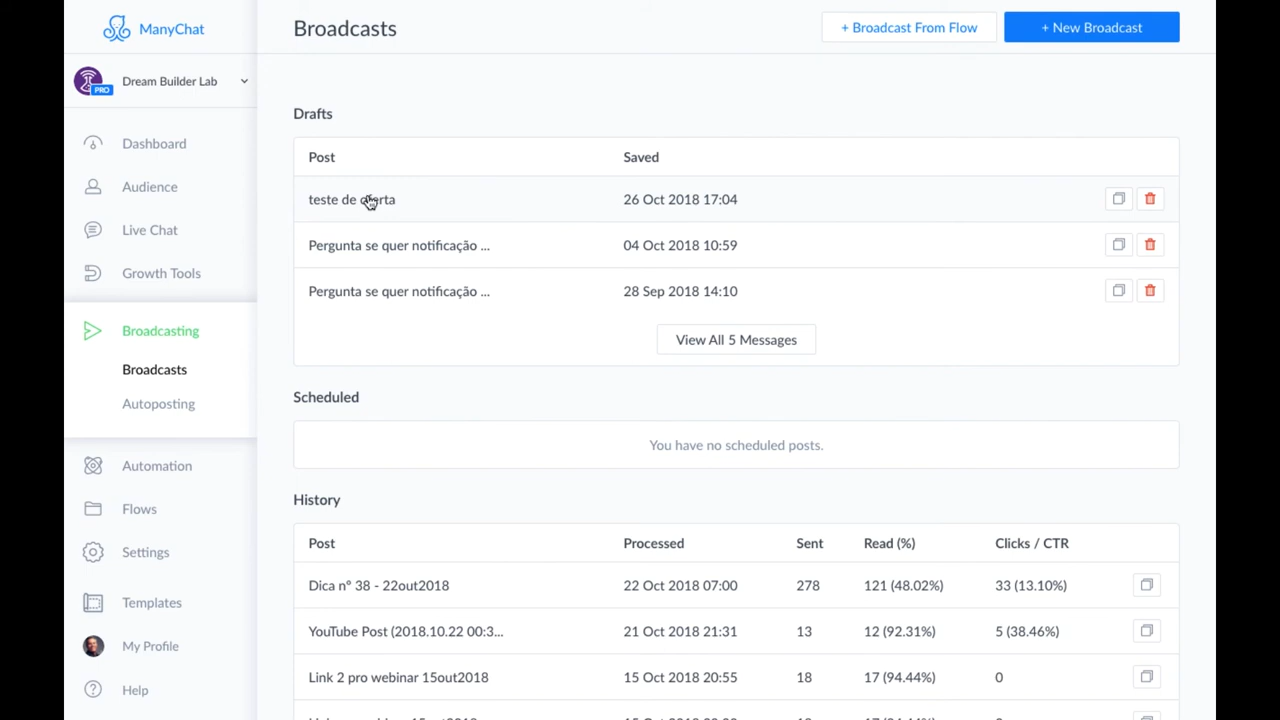 ManyChat
Broadcasts
+ Broadcast From Flow
+ New Broadcast
Dream Builder Lab
PRO
Dashboard
Audience
Live Chat
Growth Tools
Broadcasting
Broadcasts
Autoposting
Automation
Flows
Settings
Templates
My Profile
Help
Drafts
Post Saved
teste de oferta 26 Oct 2018 17:04
Pergunta se quer notificação ... 04 Oct 2018 10:59
Pergunta se quer notificação ... 28 Sep 2018 14:10
View All 5 Messages
Scheduled
You have no scheduled posts.
History
Post Processed Sent Read (%) Clicks / CTR
Dica nº 38 - 22out2018 22 Oct 2018 07:00 278 121 (48.02%) 33 (13.10%)
YouTube Post (2018.10.22 00:3... 21 Oct 2018 21:31 13 12 (92.31%) 5 (38.46%)
Link 2 pro webinar 15out2018 15 Oct 2018 20:55 18 17 (94.44%) 0